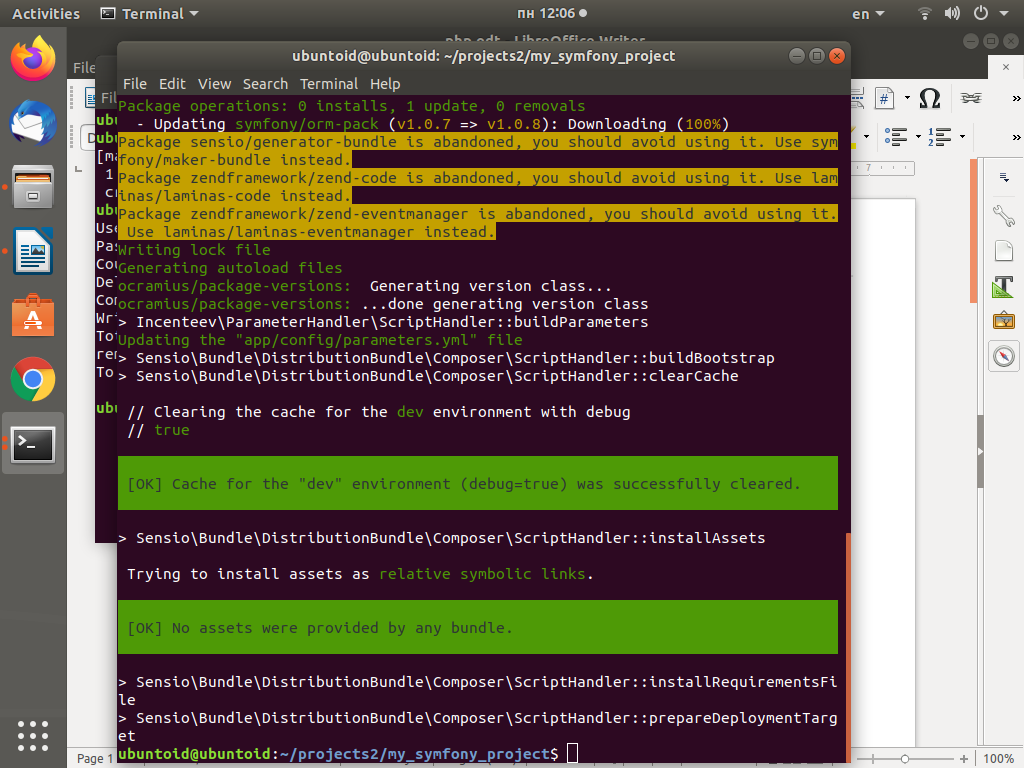 Activities
Terminal
пн 12:06
en
php.odt - LibreOffice Writer
ubuntoid@ubuntoid: ~/projects2/my_symfony_project
File
File Edit View Search Terminal Help
Package operations: 0 installs, 1 update, 0 removals
  - Updating symfony/orm-pack (v1.0.7 => v1.0.8): Downloading (100%)
Package sensio/generator-bundle is abandoned, you should avoid using it. Use sym
fony/maker-bundle instead.
Package zendframework/zend-code is abandoned, you should avoid using it. Use lam
inas/laminas-code instead.
Package zendframework/zend-eventmanager is abandoned, you should avoid using it.
 Use laminas/laminas-eventmanager instead.
Writing lock file
Generating autoload files
ocramius/package-versions:  Generating version class...
ocramius/package-versions: ...done generating version class
> Incenteev\ParameterHandler\ScriptHandler::buildParameters
Updating the "app/config/parameters.yml" file
> Sensio\Bundle\DistributionBundle\Composer\ScriptHandler::buildBootstrap
> Sensio\Bundle\DistributionBundle\Composer\ScriptHandler::clearCache
 // Clearing the cache for the dev environment with debug
 // true
 [OK] Cache for the "dev" environment (debug=true) was successfully cleared.
> Sensio\Bundle\DistributionBundle\Composer\ScriptHandler::installAssets
 Trying to install assets as relative symbolic links.
 [OK] No assets were provided by any bundle.
> Sensio\Bundle\DistributionBundle\Composer\ScriptHandler::installRequirementsFi
le
> Sensio\Bundle\DistributionBundle\Composer\ScriptHandler::prepareDeploymentTarg
et
ubuntoid@ubuntoid:~/projects2/my_symfony_project$
Page 1
100%